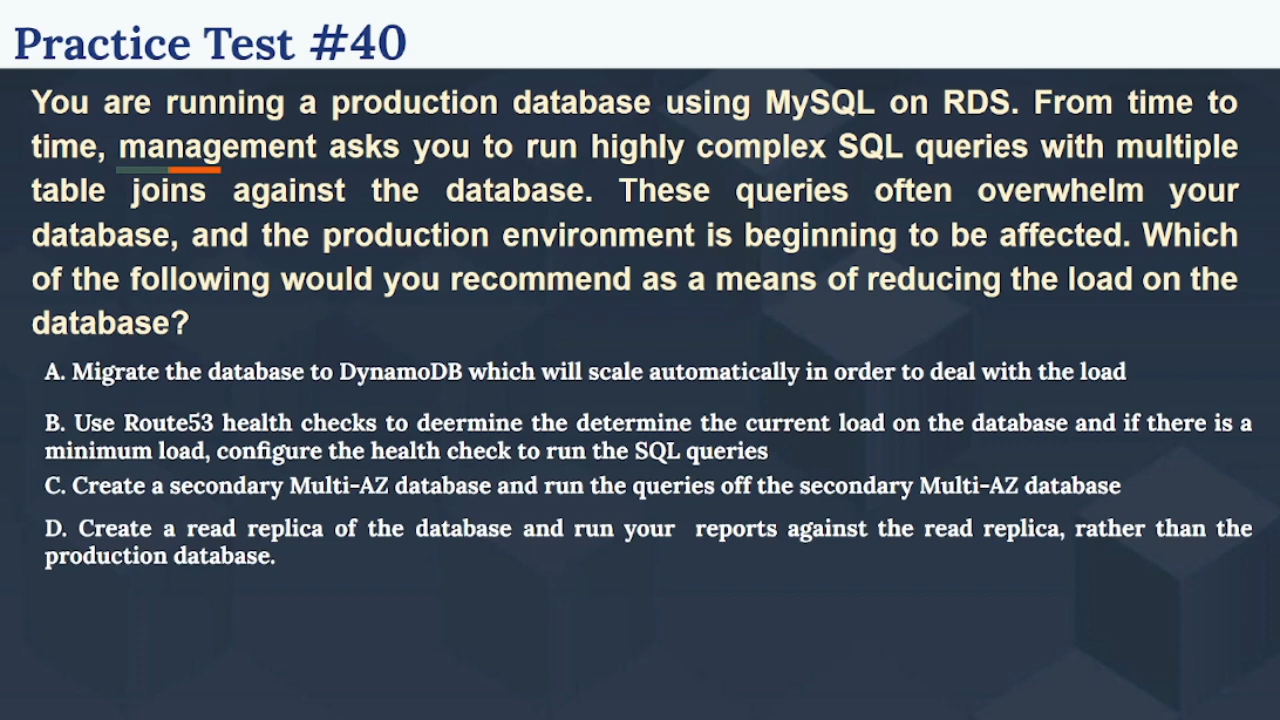 Practice Test #40
You are running a production database using MySQL on RDS. From time to
time, management asks you to run highly complex SQL queries with multiple
table joins against the database. These queries often overwhelm your
database, and the production environment is beginning to be affected. Which
of the following would you recommend as a means of reducing the load on the
database?
A. Migrate the database to DynamoDB which will scale automatically in order to deal with the load
B. Use Route53 health checks to deermine the determine the current load on the database and if there is a
minimum load, configure the health check to run the SQL queries
C. Create a secondary Multi-AZ database and run the queries off the secondary Multi-AZ database
D. Create a read replica of the database and run your reports against the read replica, rather than the
production database.